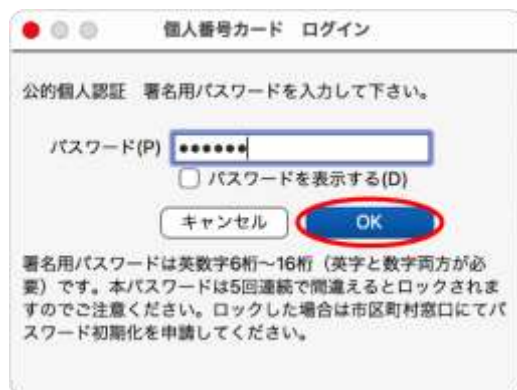 個人番号カード ログイン
公的個人認証 署名用パスワードを入力して下さい。
パスワード(P) ••••••
パスワードを表示する(D)
キャンセル OK
署名用パスワードは英数字6桁〜16桁(英字と数字両方が必
要)です。本パスワードは5回連続で間違えるとロックされま
すのでご注意ください。ロックした場合は市区町村窓口にてパ
スワード初期化を申請してください。